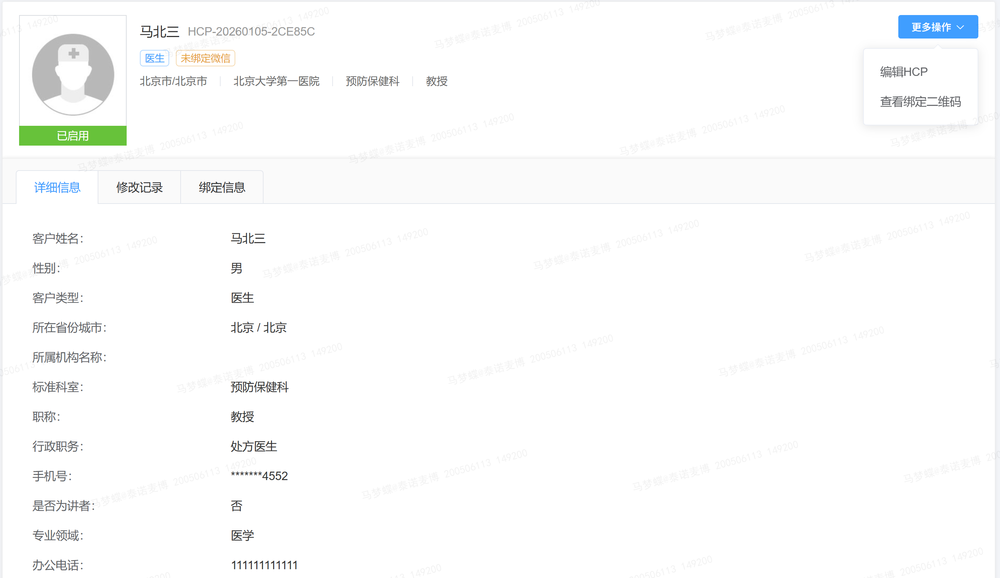 马北三 HCP-20260105-2CE85C
更多操作
医生 未绑定微信
北京市/北京市 北京大学第一医院 预防保健科 教授
编辑HCP
查看绑定二维码
已启用
详细信息 修改记录 绑定信息
客户姓名： 马北三
性别： 男
客户类型： 医生
所在省份城市： 北京 / 北京
所属机构名称：
标准科室： 预防保健科
职称： 教授
行政职务： 处方医生
手机号： *******4552
是否为讲者： 否
专业领域： 医学
办公电话： 111111111111
马梦蝶@泰诺麦博 200506113 149200